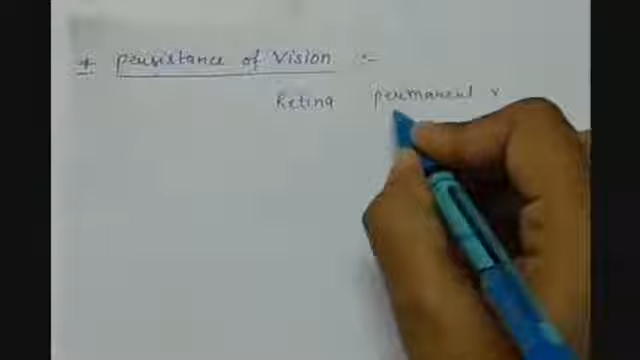 * Persistance of Vision :-
Retina permanent x